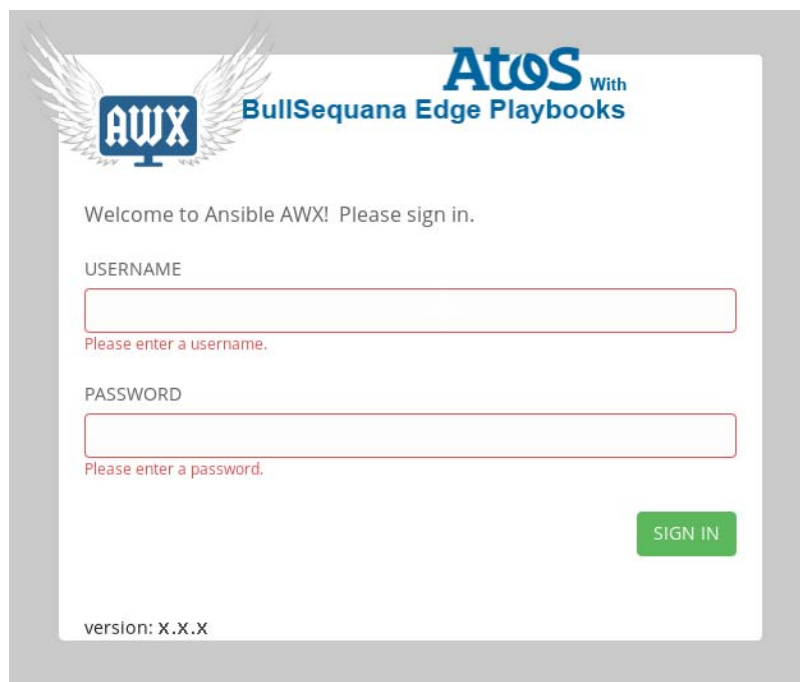 AWX
Atos With
BullSequana Edge Playbooks
Welcome to Ansible AWX! Please sign in.
USERNAME
Please enter a username.
PASSWORD
Please enter a password.
SIGN IN
version: X.X.X